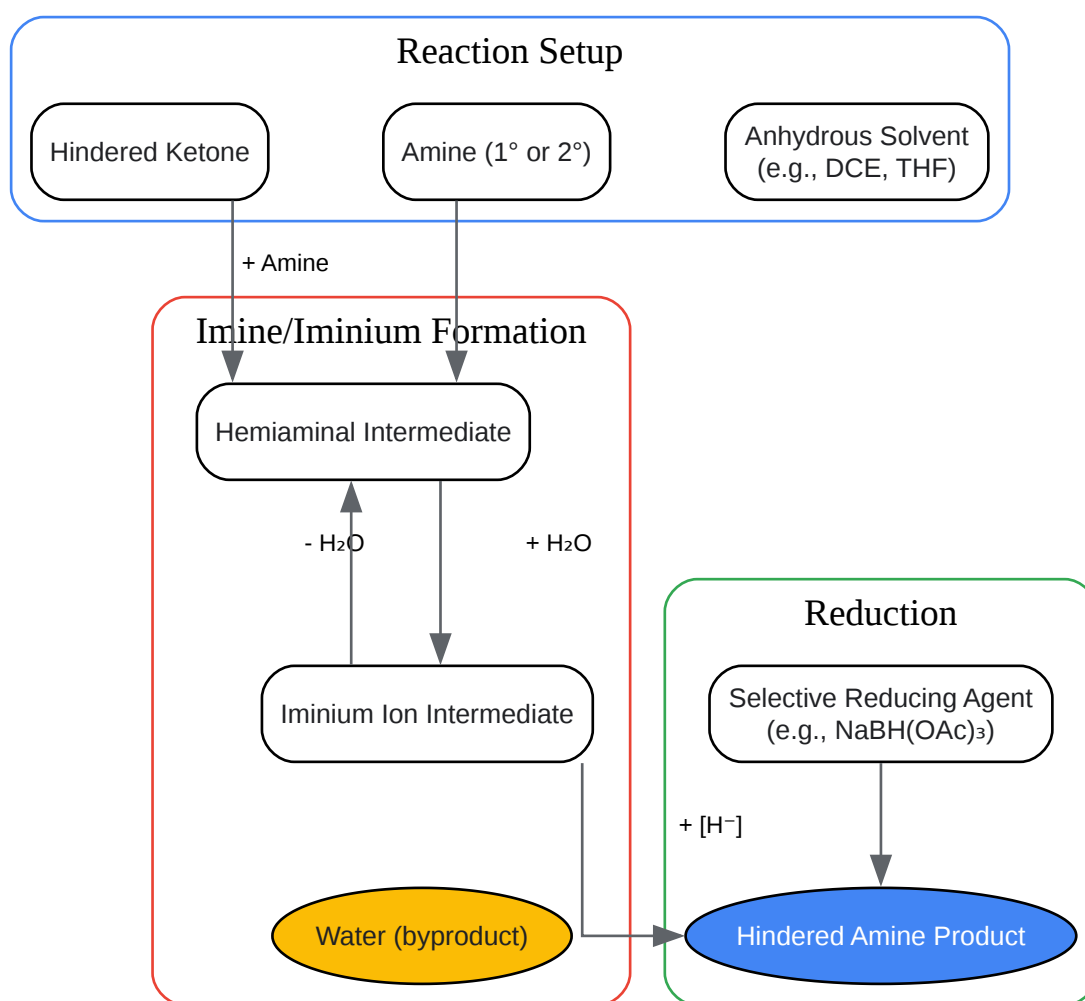 Reaction Setup
Hindered Ketone
Amine (1° or 2°)
Anhydrous Solvent
(e.g., DCE, THF)
+ Amine
Imine/Iminium Formation
Hemiaminal Intermediate
- H₂O
+ H₂O
Iminium Ion Intermediate
Reduction
Selective Reducing Agent
(e.g., NaBH(OAc)₃)
+ [H⁻]
Water (byproduct)
Hindered Amine Product